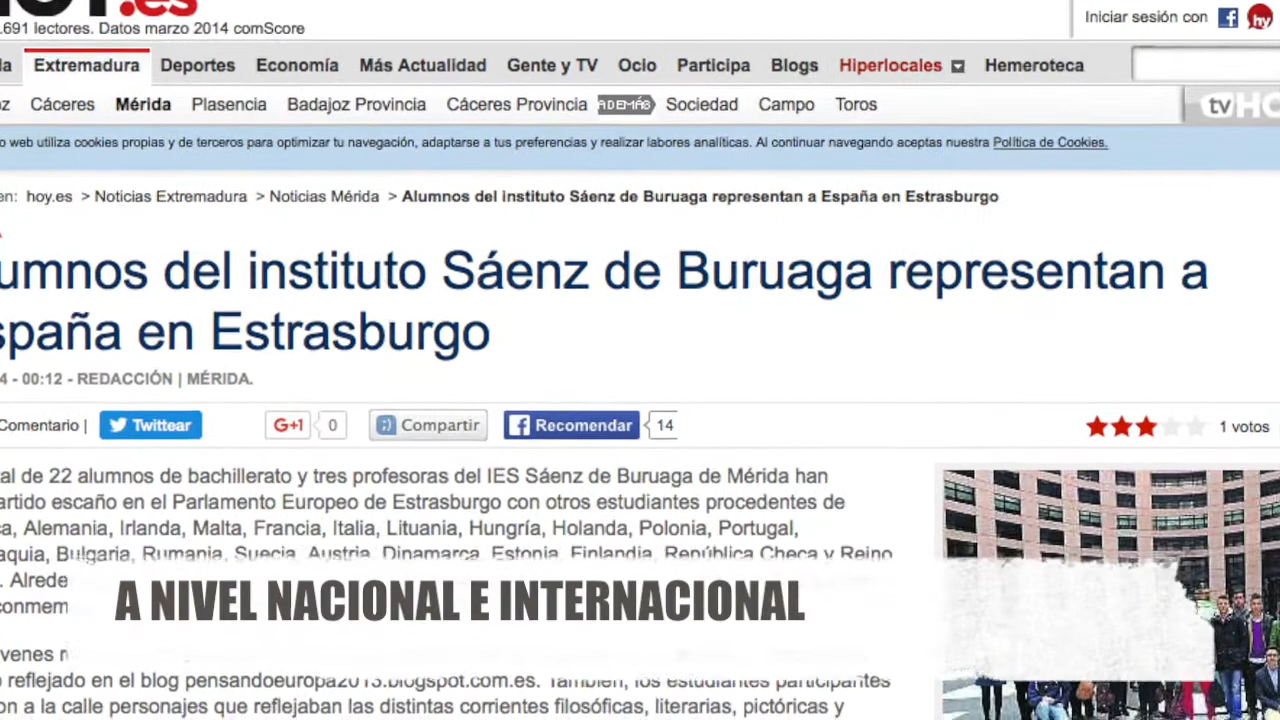 .es
.691 lectores. Datos marzo 2014 comScore
Iniciar sesión con
Extremadura Deportes Economía Más Actualidad Gente y TV Ocio Participa Blogs Hiperlocales Hemeroteca
Cáceres Mérida Plasencia Badajoz Provincia Cáceres Provincia ADEMÁS Sociedad Campo Toros
tvHO
o web utiliza cookies propias y de terceros para optimizar tu navegación, adaptarse a tus preferencias y realizar labores analíticas. Al continuar navegando aceptas nuestra Política de Cookies.
en: hoy.es > Noticias Extremadura > Noticias Mérida > Alumnos del instituto Sáenz de Buruaga representan a España en Estrasburgo
umnos del instituto Sáenz de Buruaga representan a
spaña en Estrasburgo
4 - 00:12 - REDACCIÓN | MÉRIDA.
Comentario | Twittear G+1 0 Compartir Recomendar 14 1 votos
al de 22 alumnos de bachillerato y tres profesoras del IES Sáenz de Buruaga de Mérida han
artido escaño en el Parlamento Europeo de Estrasburgo con otros estudiantes procedentes de
ca, Alemania, Irlanda, Malta, Francia, Italia, Lituania, Hungría, Holanda, Polonia, Portugal,
aquia, Bulgaria, Rumania, Suecia, Austria, Dinamarca, Estonia, Finlandia, República Checa y Reino
. Alrede
conmem
A NIVEL NACIONAL E INTERNACIONAL
venes
o reflejado en el blog pensandoeuropa2013.blogspot.com.es. También, los estudiantes participantes
on a la calle personajes que reflejaban las distintas corrientes filosóficas, literarias, pictóricas y